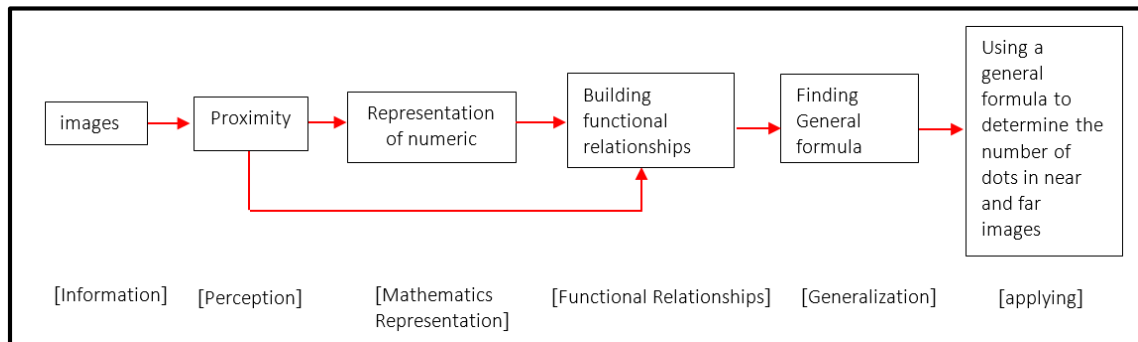 images
Proximity
Representation
of numeric
Building
functional
relationships
Finding
General
formula
Using a
general
formula to
determine the
number of
dots in near
and far
images
[Information]
[Perception]
[Mathematics
Representation]
[Functional Relationships]
[Generalization]
[applying]